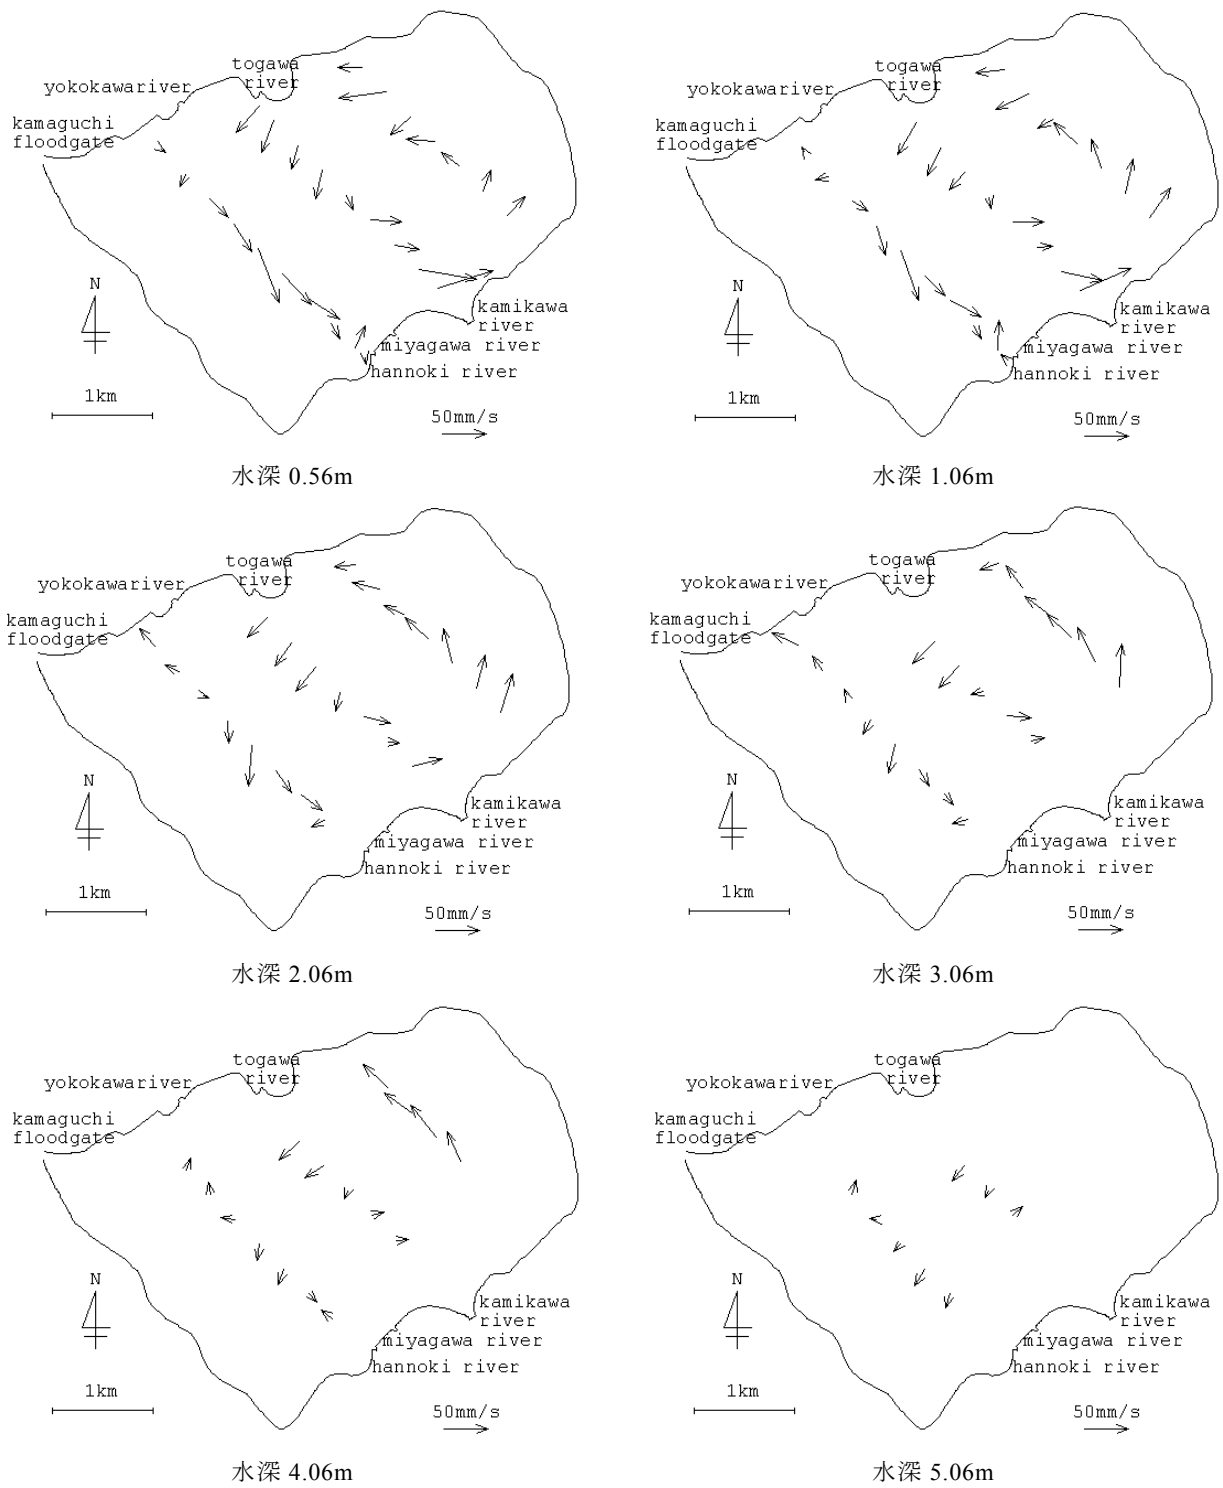 togawa
river
yokokawariver
kamaguchi
floodgate
N
kamikawa
river
miyagawa river
hannoki river
1km
50mm/s
水深 0.56m
togawa
river
yokokawariver
kamaguchi
floodgate
N
kamikawa
river
miyagawa river
hannoki river
1km
50mm/s
水深 1.06m
togawa
river
yokokawariver
kamaguchi
floodgate
N
kamikawa
river
miyagawa river
hannoki river
1km
50mm/s
水深 2.06m
togawa
river
yokokawariver
kamaguchi
floodgate
N
kamikawa
river
miyagawa river
hannoki river
1km
50mm/s
水深 3.06m
togawa
river
yokokawariver
kamaguchi
floodgate
N
kamikawa
river
miyagawa river
hannoki river
1km
50mm/s
水深 4.06m
togawa
river
yokokawariver
kamaguchi
floodgate
N
kamikawa
river
miyagawa river
hannoki river
1km
50mm/s
水深 5.06m